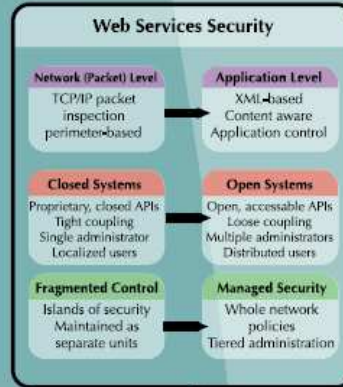 Web Services Security
Network (Packet) Level
TCP/IP packet
inspection
perimeter-based
Application Level
XML-based
Content aware
Application control
Closed Systems
Proprietary, closed APIs
Tight coupling
Single administrator
Localized users
Open Systems
Open, accessable APIs
Loose coupling
Multiple administrators
Distributed users
Fragmented Control
Islands of security
Maintained as
separate units
Managed Security
Whole network
policies
Tiered administration